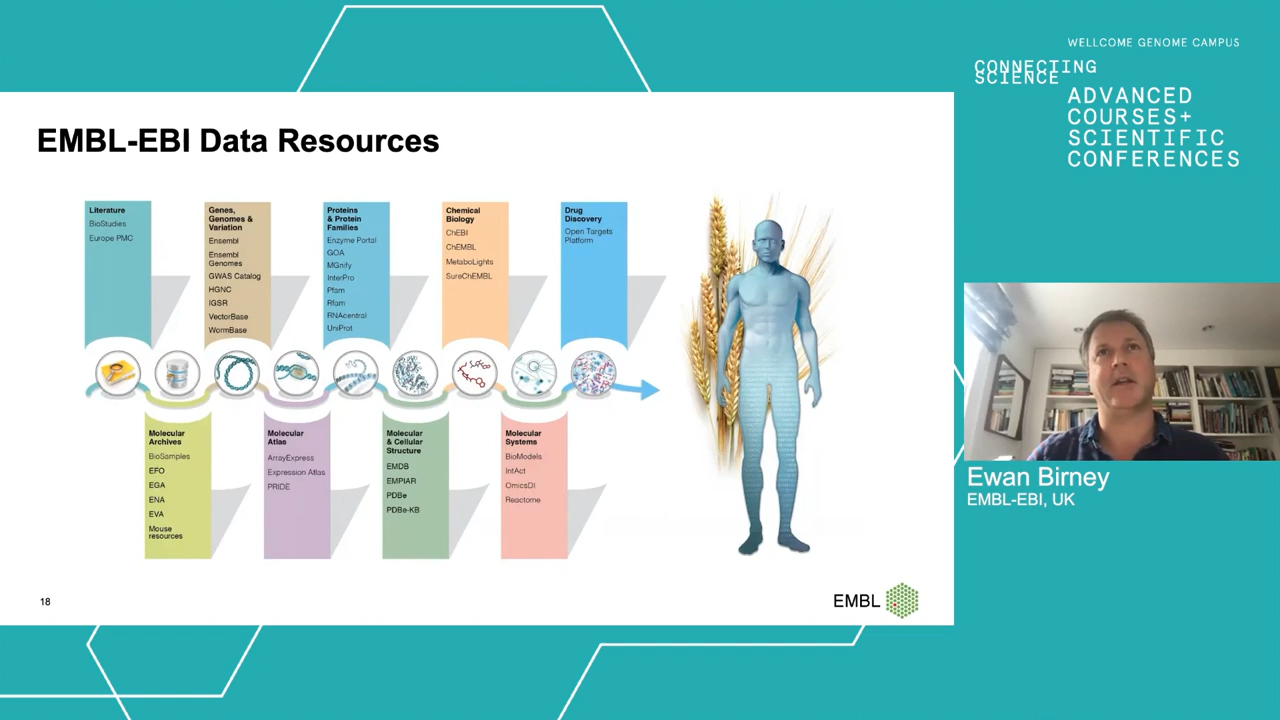 WELLCOME GENOME CAMPUS
CONNECTING
SCIENCE
ADVANCED
COURSES+
SCIENTIFIC
CONFERENCES
EMBL-EBI Data Resources
Literature
BioStudies
Europe PMC
Genes,
Genomes &
Variation
Ensembl
Ensembl
Genomes
GWAS Catalog
HGNC
IGSR
VectorBase
WormBase
Proteins
& Protein
Families
Enzyme Portal
GOA
MGnify
InterPro
Pfam
Rfam
RNAcentral
UniProt
Chemical
Biology
ChEBI
ChEMBL
MetaboLights
SureChEMBL
Drug
Discovery
Open Targets
Platform
Molecular
Archives
BioSamples
EFO
EGA
ENA
EVA
Mouse
resources
Molecular
Atlas
ArrayExpress
Expression Atlas
PRIDE
Molecular
& Cellular
Structure
EMDB
EMPIAR
PDBe
PDBe-KB
Molecular
Systems
BioModels
IntAct
OmicsDI
Reactome
18
EMBL
Ewan Birney
EMBL-EBI, UK